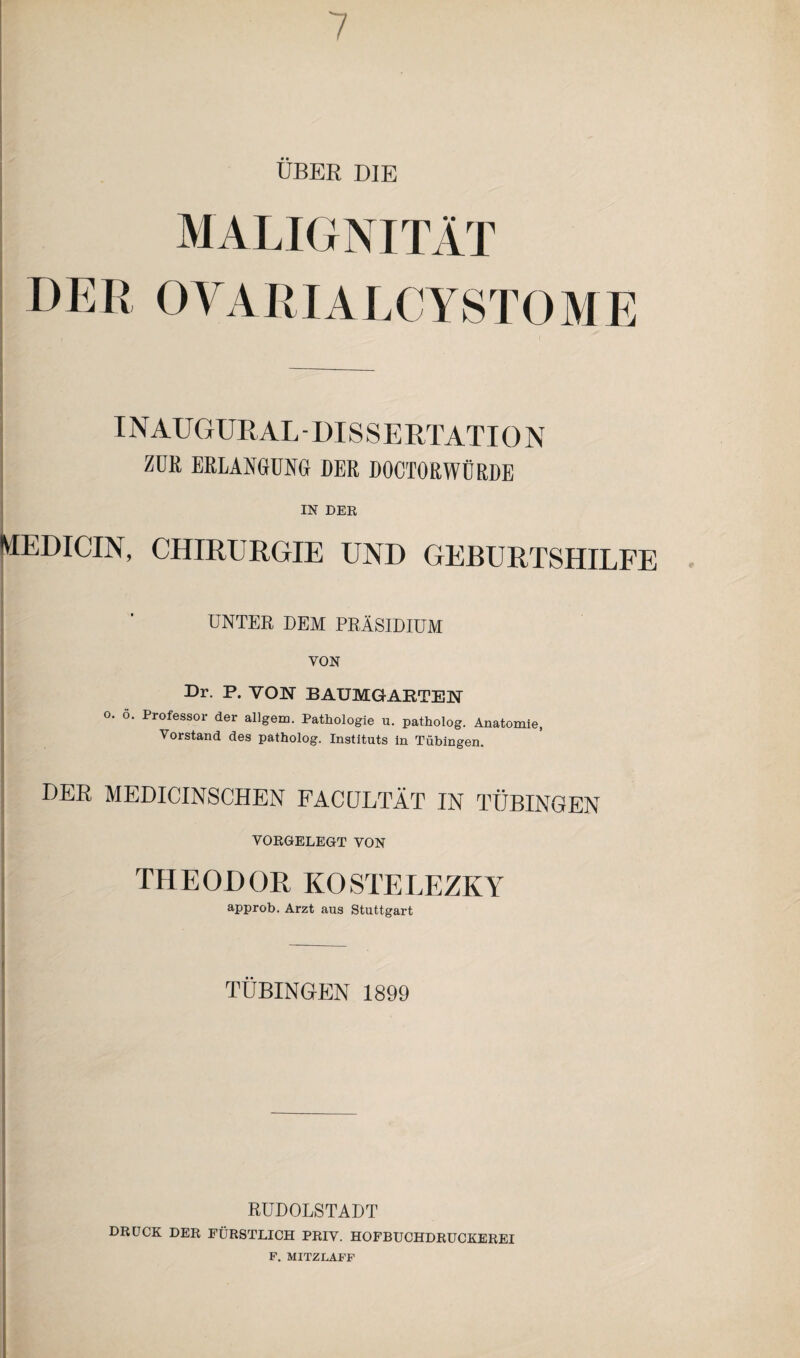 7
ÜBER DIE
MALIGNITÄT
DER OVARIALCYSTOME
INAUGURAL-DISSERTATION
ZUR ERLANGUNG DER DOCTORWÜRDE
IN DER
MEDICIN, CHIRURGIE UND GEBURTSHILFE
UNTER DEM PRÄSIDIUM
VON
Dr. P. VON BAUMGARTEN
o. ö. Professor der allgem. Pathologie u. patholog. Anatomie,
Vorstand des patholog. Instituts in Tübingen.
DER MEDICINSCHEN FACULTÄT IN TÜBINGEN
VORGELEGT VON
THEODOR KOSTELEZKY
approb. Arzt aus Stuttgart
TÜBINGEN 1899
RUDOLSTADT
DRUCK DER FÜRSTLICH PRIV. HOFBUCHDRUCKEREI
F. MITZLAFF